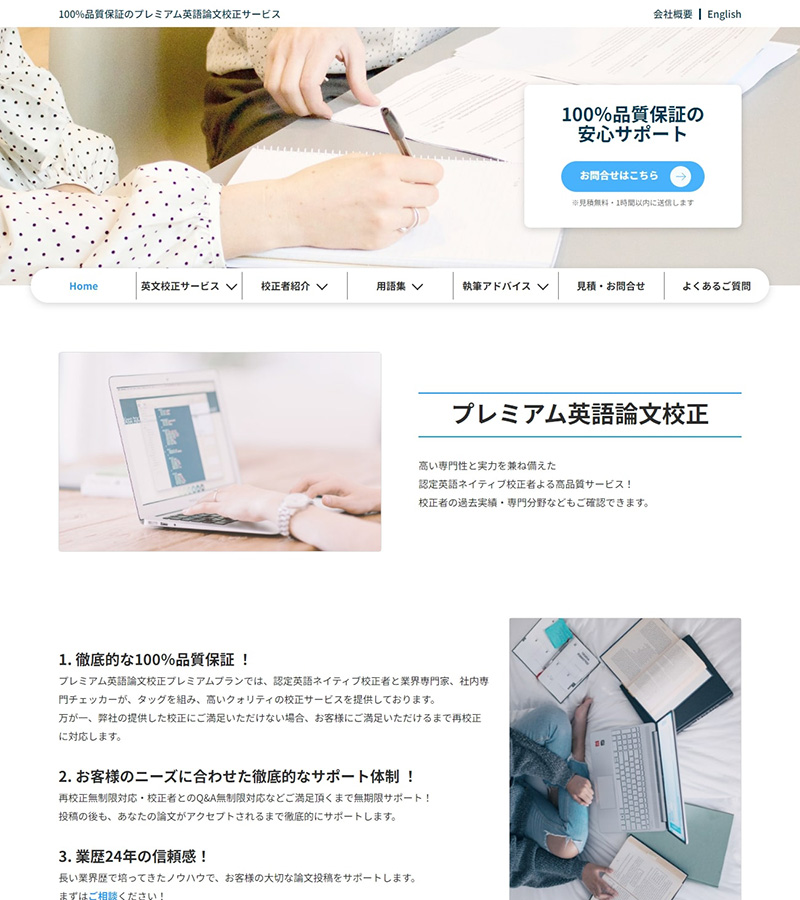 100%品質保証のプレミアム英語論文校正サービス
会社概要 | English
100%品質保証の
安心サポート
お問合せはこちら
※見積無料・1時間以内に送信します
Home
英文校正サービス
校正者紹介
用語集
執筆アドバイス
見積・お問合せ
よくあるご質問
プレミアム英語論文校正
高い専門性と実力を兼ね備えた
認定英語ネイティブ校正者よる高品質サービス！
校正者の過去実績・専門分野などもご確認できます。
1. 徹底的な100%品質保証 ！
プレミアム英語論文校正プレミアムプランでは、認定英語ネイティブ校正者と業界専門家、社内専
門チェッカーが、タッグを組み、高いクォリティの校正サービスを提供しております。
万が一、弊社の提供した校正にご満足いただけない場合、お客様にご満足いただけるまで再校正
に対応します。
2. お客様のニーズに合わせた徹底的なサポート体制 ！
再校正無制限対応・校正者とのQ&A無制限対応などご満足頂くまで無期限サポート！
投稿の後も、あなたの論文がアクセプトされるまで徹底的にサポートします。
3. 業歴24年の信頼感！
長い業界歴で培ってきたノウハウで、お客様の大切な論文投稿をサポートします。
まずはご相談ください！